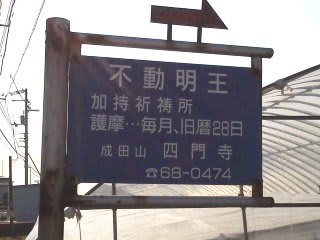 不動明王
加持祈祷所
護摩…毎月、旧暦28日
成田山 四門寺
☎68-0474